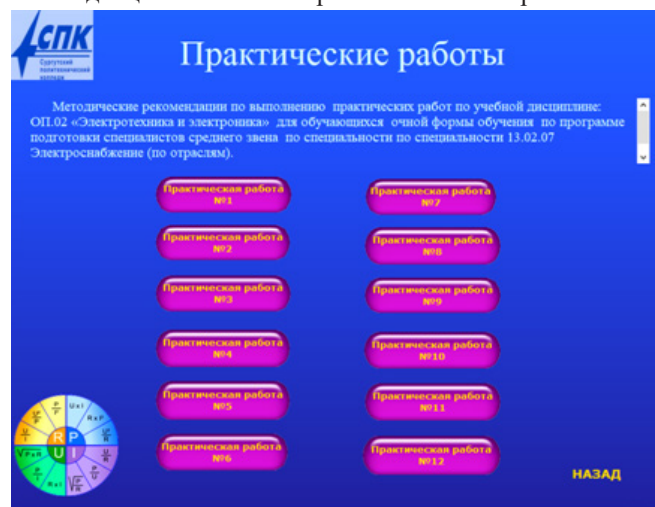 СПК
Сургутский
политехнический
колледж
Практические работы
Методические рекомендации по выполнению практических работ по учебной дисциплине:
ОП.02 «Электротехника и электроника» для обучающихся очной формы обучения по программе
подготовки специалистов среднего звена по специальности по специальности 13.02.07
Электроснабжение (по отраслям).
Практическая работа
№1
Практическая работа
№2
Практическая работа
№3
Практическая работа
№4
Практическая работа
№5
Практическая работа
№6
Практическая работа
№7
Практическая работа
№8
Практическая работа
№9
Практическая работа
№10
Практическая работа
№11
Практическая работа
№12
R P
U I
U x I
R x I
НАЗАД